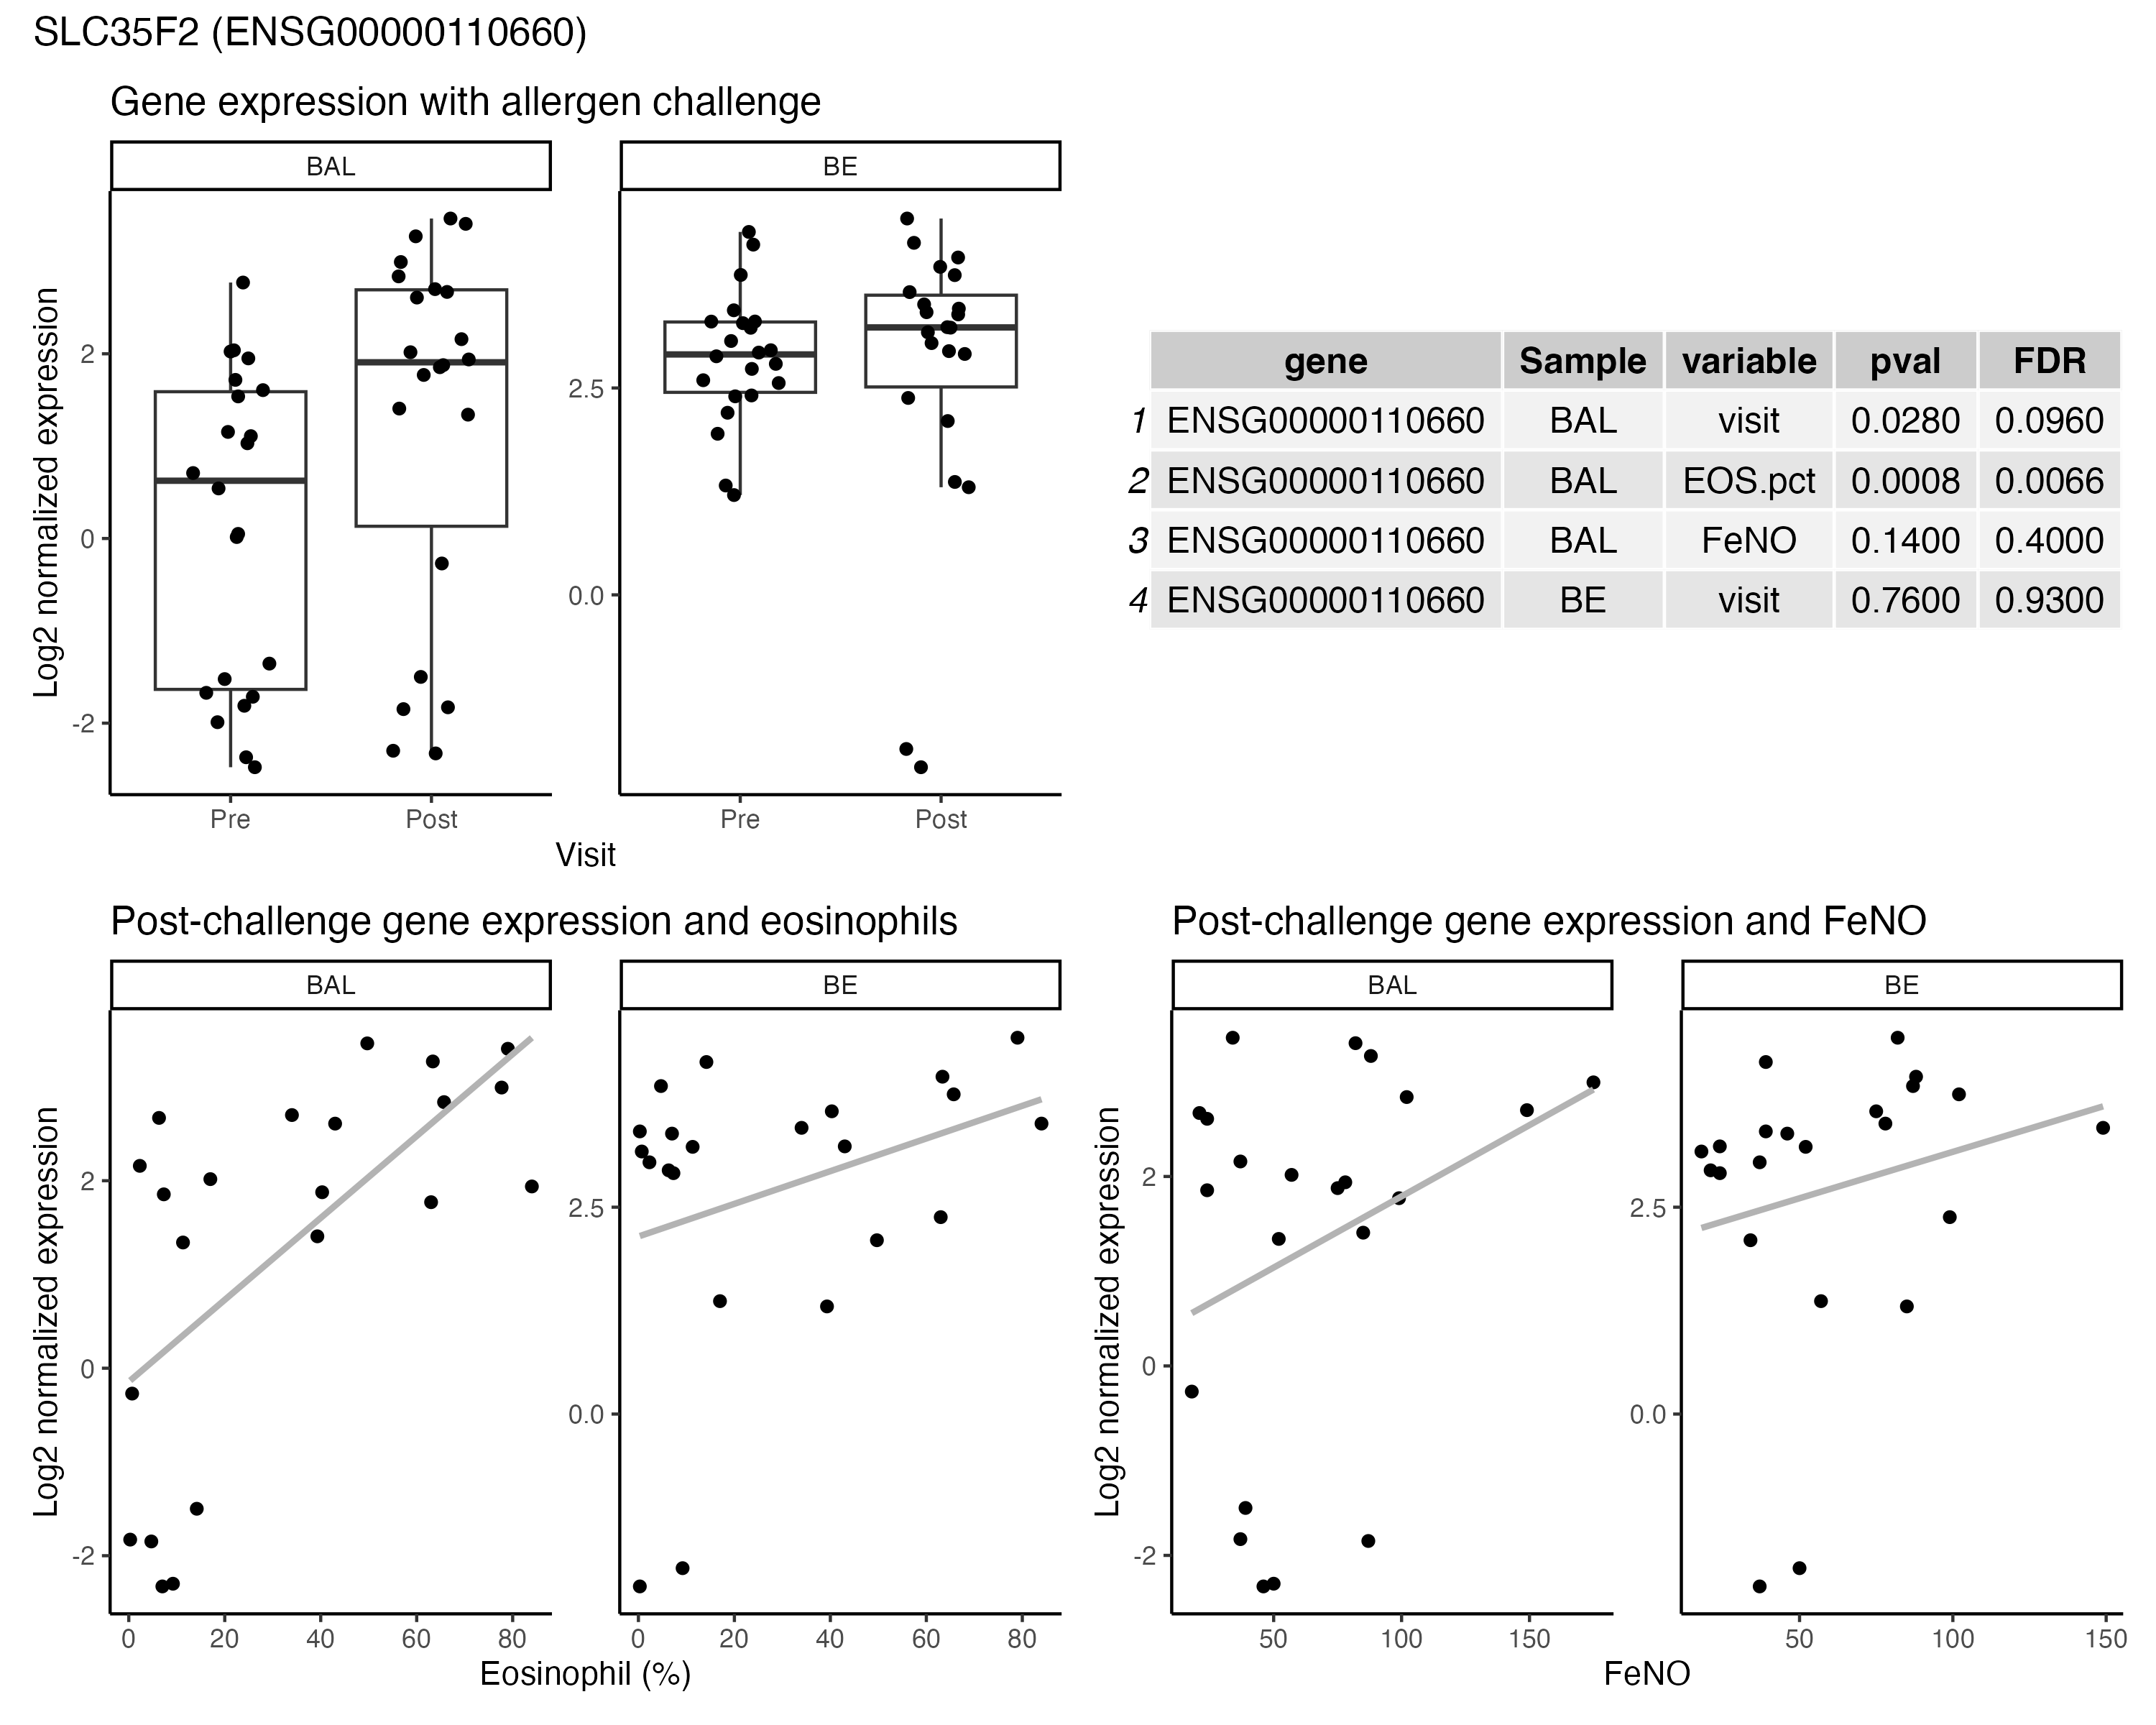 SLC35F2 (ENSG00000110660)
Gene expression with allergen challenge
BAL BE
Log2 normalized expression
2
0
-2
2.5
0.0
Pre Post Pre Post
Visit
gene Sample variable pval FDR
1 ENSG00000110660 BAL visit 0.0280 0.0960
2 ENSG00000110660 BAL EOS.pct 0.0008 0.0066
3 ENSG00000110660 BAL FeNO 0.1400 0.4000
4 ENSG00000110660 BE visit 0.7600 0.9300
Post-challenge gene expression and eosinophils
BAL BE
Log2 normalized expression
2
0
-2
2.5
0.0
0 20 40 60 80 0 20 40 60 80
Eosinophil (%)
Post-challenge gene expression and FeNO
BAL BE
Log2 normalized expression
2
0
-2
2.5
0.0
50 100 150 50 100 150
FeNO